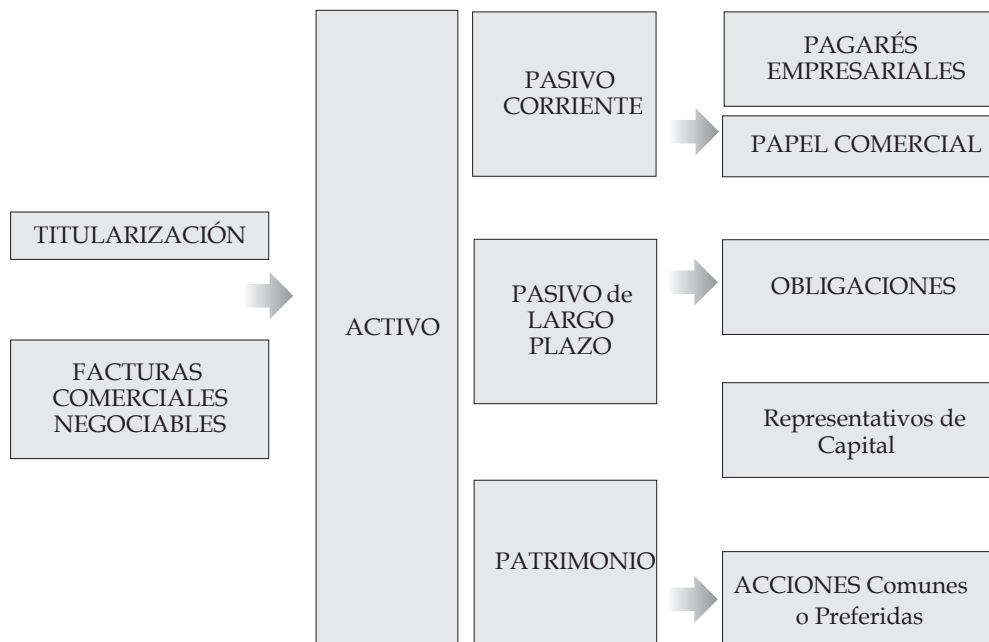 TITULARIZACIÓN
FACTURAS
COMERCIALES
NEGOCIABLES
ACTIVO
PASIVO
CORRIENTE
PAGARÉS
EMPRESARIALES
PAPEL COMERCIAL
PASIVO de
LARGO
PLAZO
OBLIGACIONES
Representativos de
Capital
PATRIMONIO
ACCIONES Comunes
o Preferidas